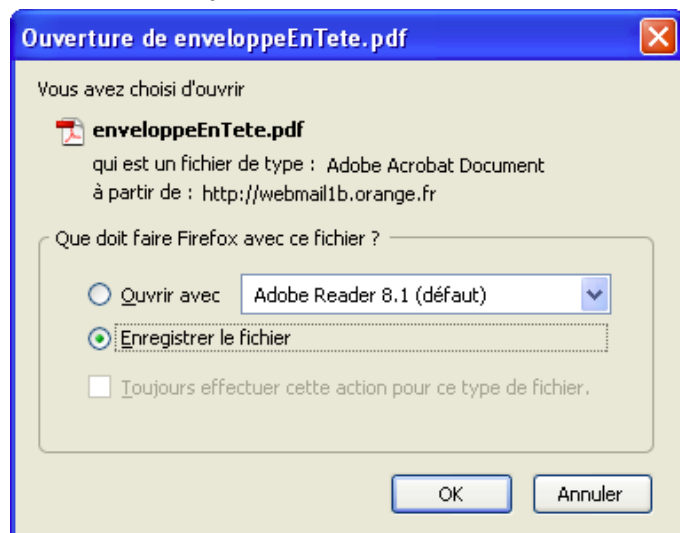 Ouverture de enveloppeEnTete.pdf
Vous avez choisi d'ouvrir
enveloppeEnTete.pdf
qui est un fichier de type : Adobe Acrobat Document
à partir de : http://webmail1b.orange.fr
Que doit faire Firefox avec ce fichier ?
Ouvrir avec Adobe Reader 8.1 (défaut)
Enregistrer le fichier
Toujours effectuer cette action pour ce type de fichier.
OK Annuler